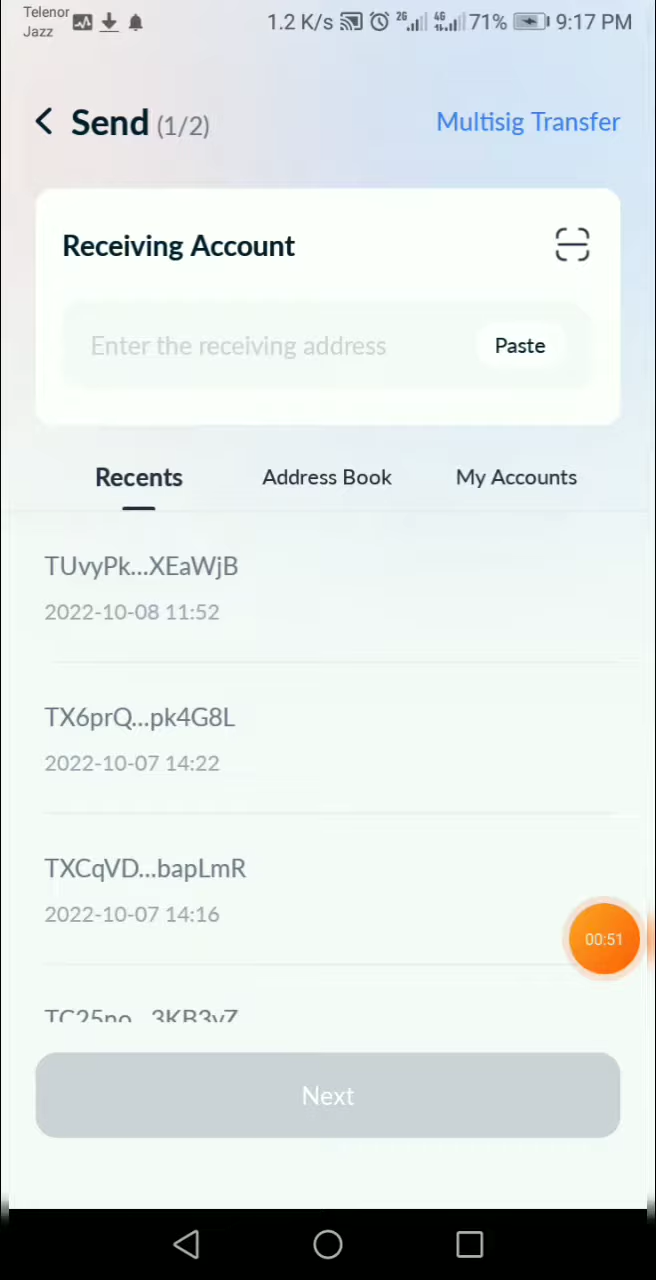 Telenor
Jazz
1.2 K/s 2G 4G 71% 9:17 PM
Send (1/2)
Multisig Transfer
Receiving Account
Enter the receiving address
Paste
Recents
Address Book
My Accounts
TUvyPk...XEaWjB
2022-10-08 11:52
TX6prQ...pk4G8L
2022-10-07 14:22
TXCqVD...bapLmR
2022-10-07 14:16
00:51
TC25no...3KB3vZ
Next